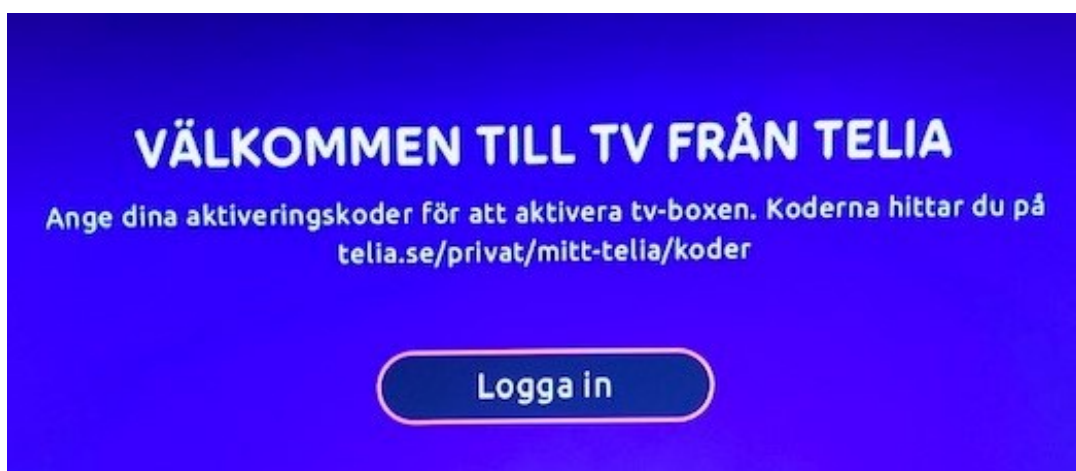 VÄLKOMMEN TILL TV FRÅN TELIA
Ange dina aktiveringskoder för att aktivera tv-boxen. Koderna hittar du på
telia.se/privat/mitt-telia/koder
Logga in